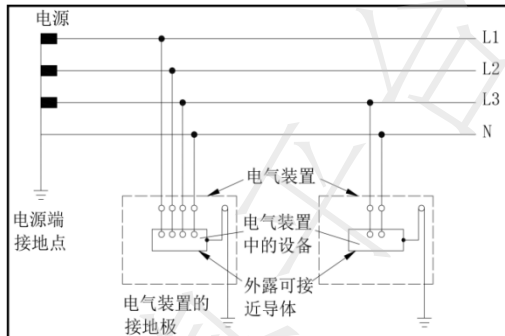 电源
L1
L2
L3
N
电气装置
电源端
接地点
电气装置
中的设备
外露可接
近导体
电气装置的
接地极